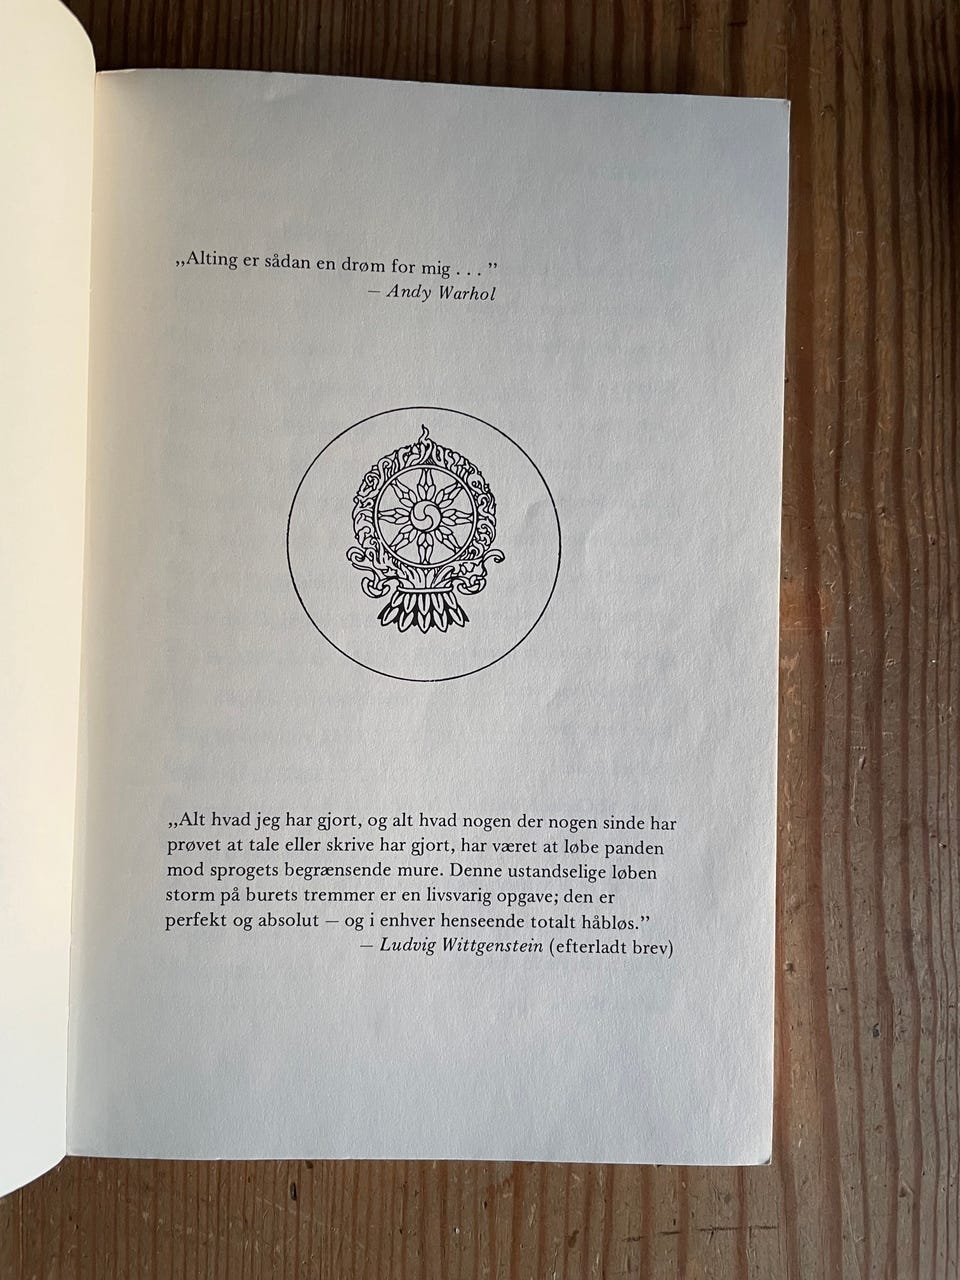 „Alting er sådan en drøm for mig . . . ”
– Andy Warhol
„Alt hvad jeg har gjort, og alt hvad nogen der nogen sinde har
prøvet at tale eller skrive har gjort, har været at løbe panden
mod sprogets begrænsende mure. Denne ustandselige løben
storm på burets tremmer er en livsvarig opgave; den er
perfekt og absolut – og i enhver henseende totalt håbløs.”
– Ludvig Wittgenstein (efterladt brev)